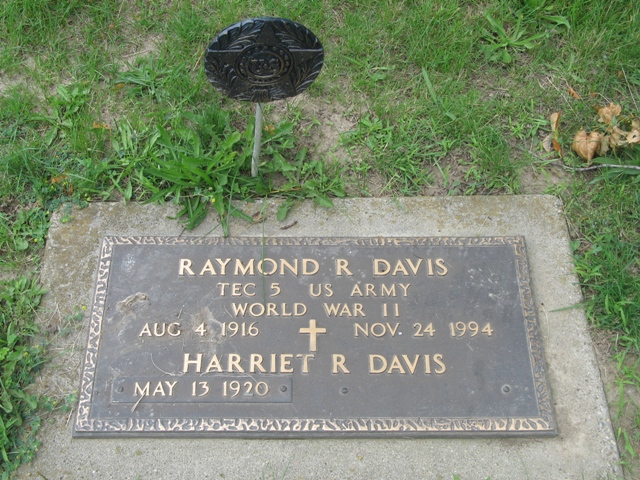 US
RAYMOND R DAVIS
TEC 5 US ARMY
WORLD WAR II
AUG 4 1916 NOV. 24 1994
HARRIET R DAVIS
MAY 13 1920